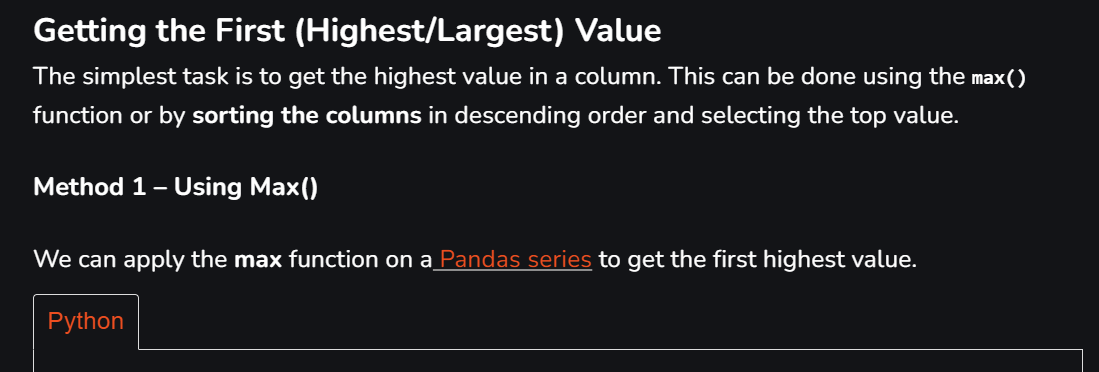 Getting the First (Highest/Largest) Value
The simplest task is to get the highest value in a column. This can be done using the max()
function or by sorting the columns in descending order and selecting the top value.
Method 1 – Using Max()
We can apply the max function on a Pandas series to get the first highest value.
Python